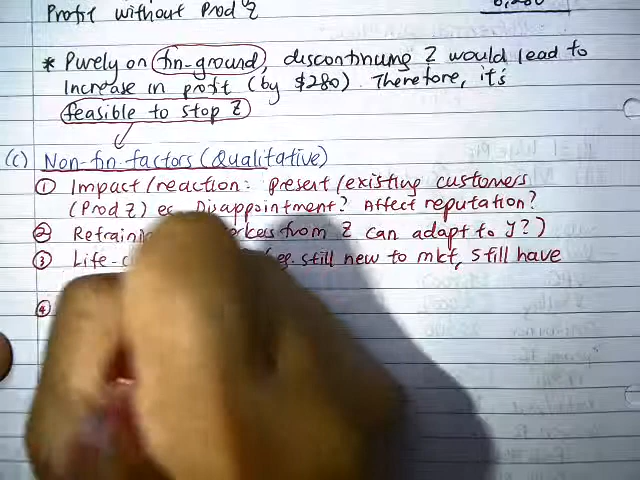 Profit without Prod Z
* Purely on fin-ground, discontinuing Z would lead to
increase in profit (by $280). Therefore, it's
feasible to stop Z
(c) Non-fin-factors (Qualitative)
① Impact/reaction: present/existing customers
(Prod Z) eg. Disappointment? Affect reputation?
② from Z can adapt to Y?)
③ Life- (eg. still new to mkt, still have
④